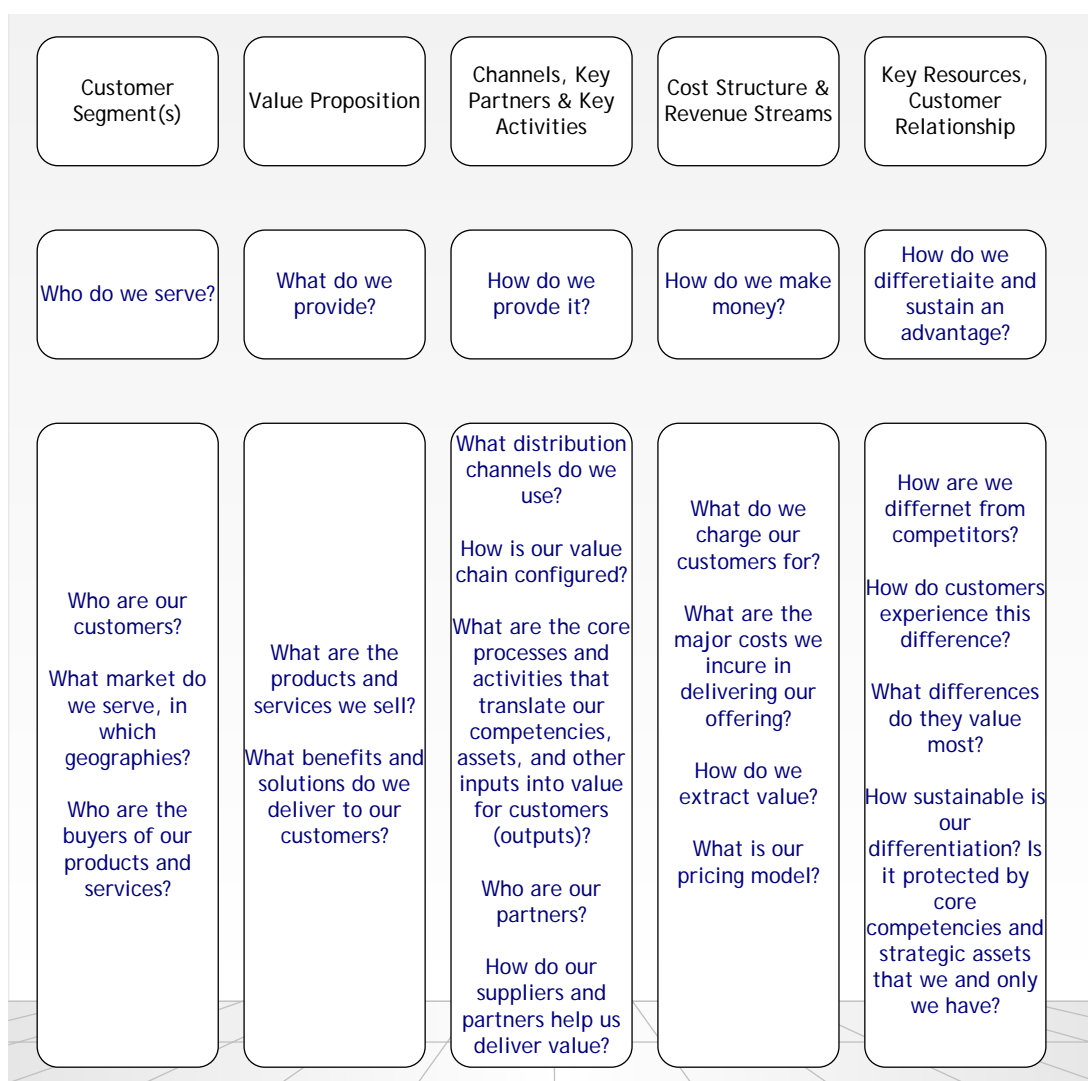 Customer
Segment(s)
Value Proposition
Channels, Key
Partners & Key
Activities
Cost Structure &
Revenue Streams
Key Resources,
Customer
Relationship
Who do we serve?
What do we
provide?
How do we
provde it?
How do we make
money?
How do we
differetiaite and
sustain an
advantage?
Who are our
customers?
What market do
we serve, in
which
geographies?
Who are the
buyers of our
products and
services?
What are the
products and
services we sell?
What benefits and
solutions do we
deliver to our
customers?
What distribution
channels do we
use?
How is our value
chain configured?
What are the core
processes and
activities that
translate our
competencies,
assets, and other
inputs into value
for customers
(outputs)?
Who are our
partners?
How do our
suppliers and
partners help us
deliver value?
What do we
charge our
customers for?
What are the
major costs we
incure in
delivering our
offering?
How do we
extract value?
What is our
pricing model?
How are we
differnet from
competitors?
How do customers
experience this
difference?
What differences
do they value
most?
How sustainable is
our
differentiation? Is
it protected by
core
competencies and
strategic assets
that we and only
we have?